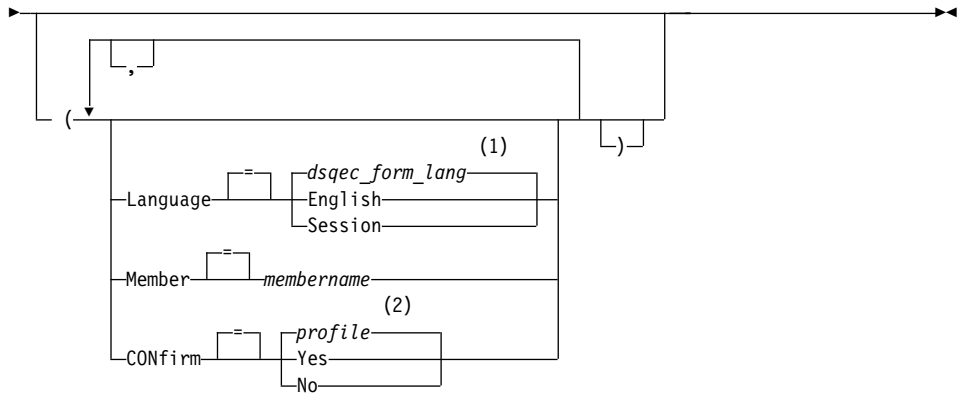 ,
(
)
(1)
=
dsqec_form_lang
Language
English
Session
=
Member
membername
(2)
=
profile
CONfirm
Yes
No